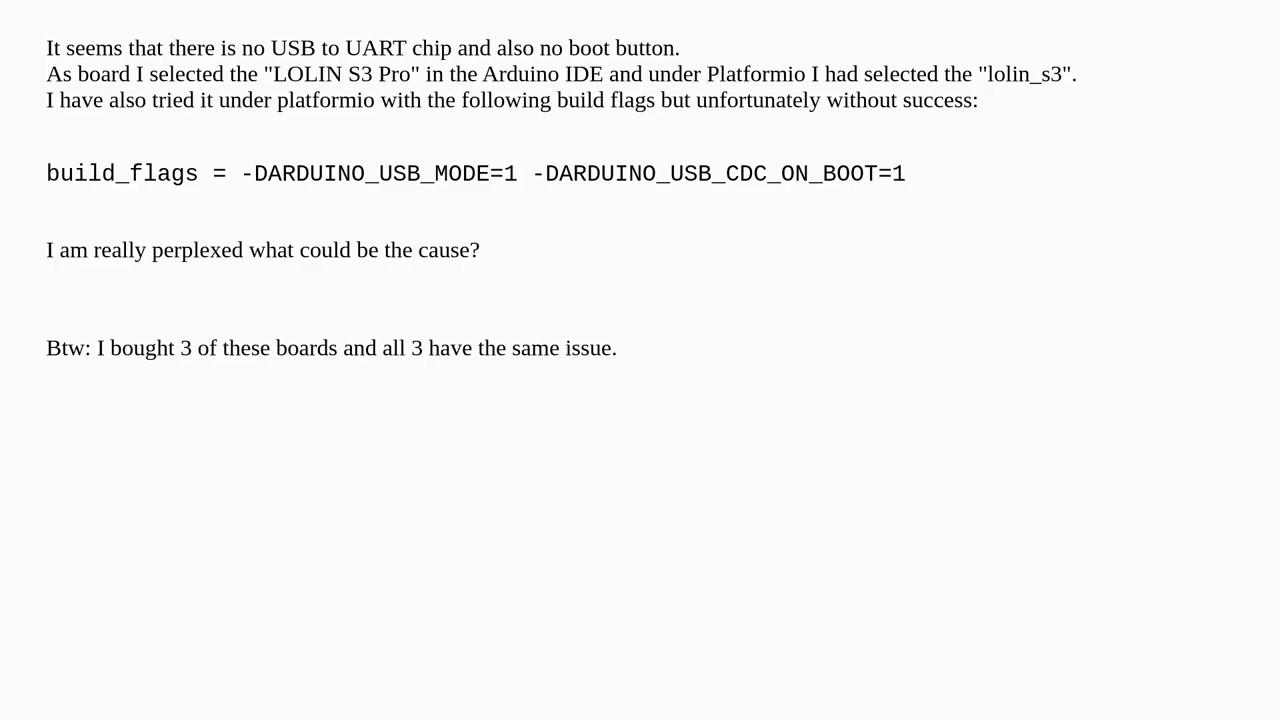 It seems that there is no USB to UART chip and also no boot button.
As board I selected the "LOLIN S3 Pro" in the Arduino IDE and under Platformio I had selected the "lolin_s3".
I have also tried it under platformio with the following build flags but unfortunately without success:
build_flags = -DARDUINO_USB_MODE=1 -DARDUINO_USB_CDC_ON_BOOT=1
I am really perplexed what could be the cause?
Btw: I bought 3 of these boards and all 3 have the same issue.